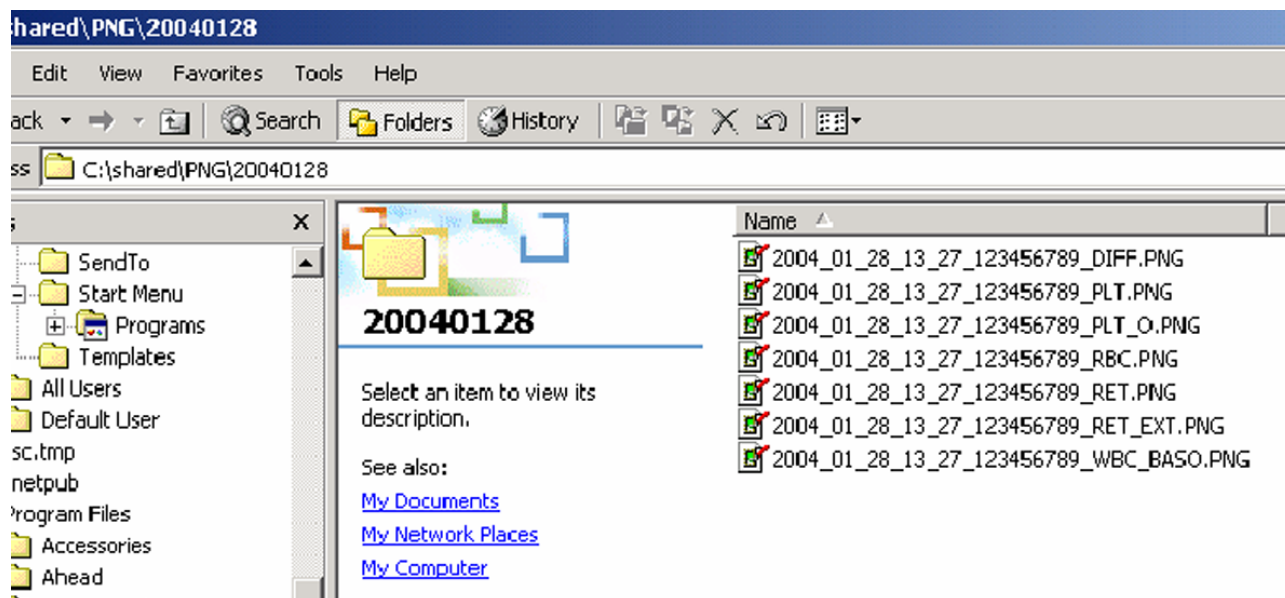 hared\PNG\20040128
Edit View Favorites Tools Help
ack Search Folders History
ss C:\shared\PNG\20040128
s X
SendTo
Start Menu
Programs
Templates
All Users
Default User
sc.tmp
netpub
Program Files
Accessories
Ahead
20040128
Select an item to view its
description.
See also:
My Documents
My Network Places
My Computer
Name
2004_01_28_13_27_123456789_DIFF.PNG
2004_01_28_13_27_123456789_PLT.PNG
2004_01_28_13_27_123456789_PLT_O.PNG
2004_01_28_13_27_123456789_RBC.PNG
2004_01_28_13_27_123456789_RET.PNG
2004_01_28_13_27_123456789_RET_EXT.PNG
2004_01_28_13_27_123456789_WBC_BASO.PNG